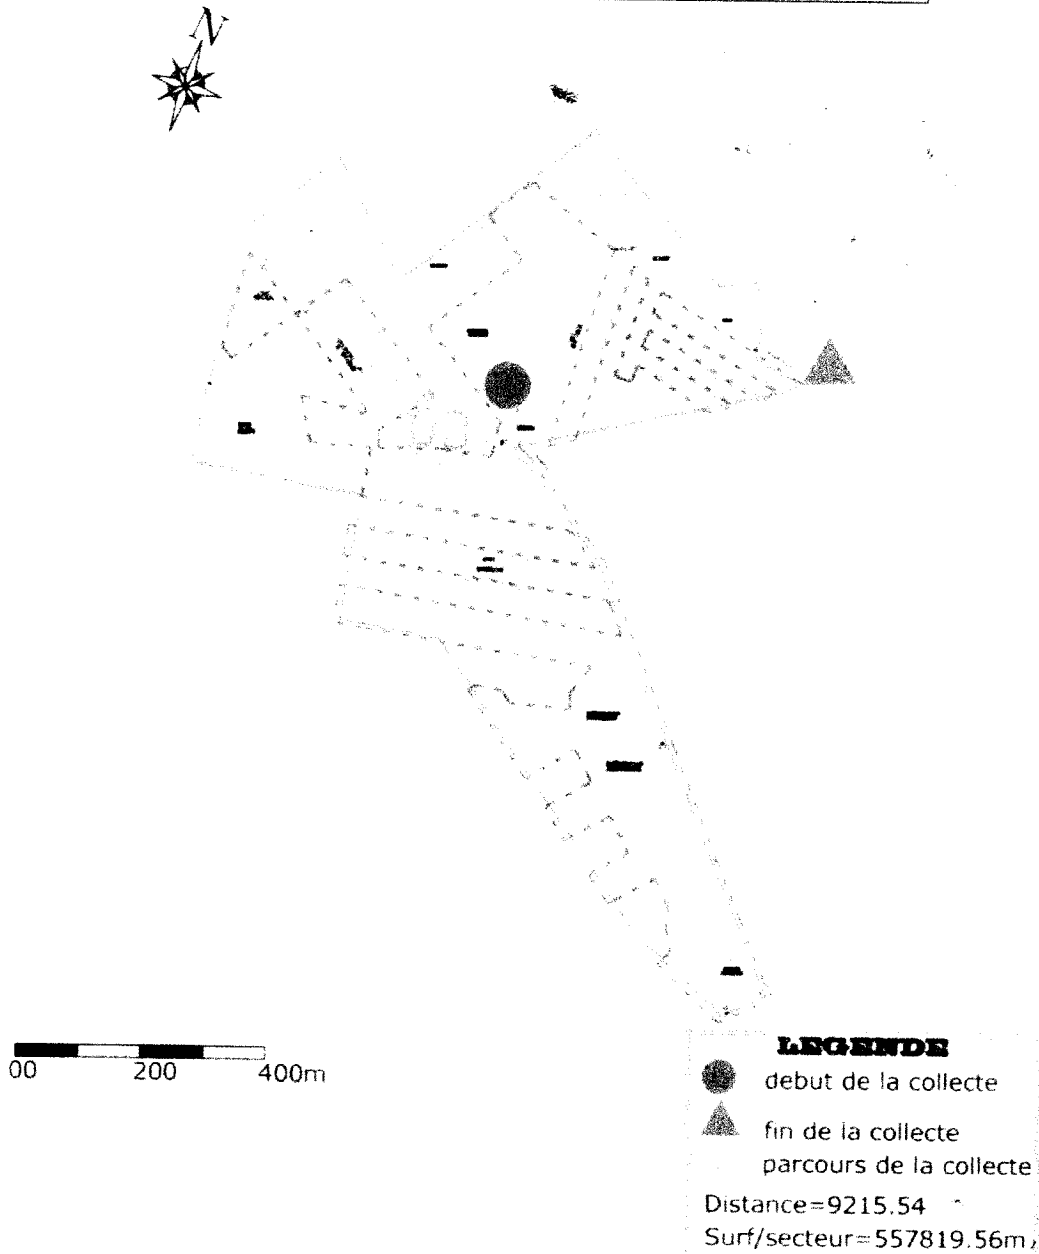 N
00 200 400m
LEGENDE
debut de la collecte
fin de la collecte
parcours de la collecte
Distance=9215.54
Surf/secteur=557819.56m,